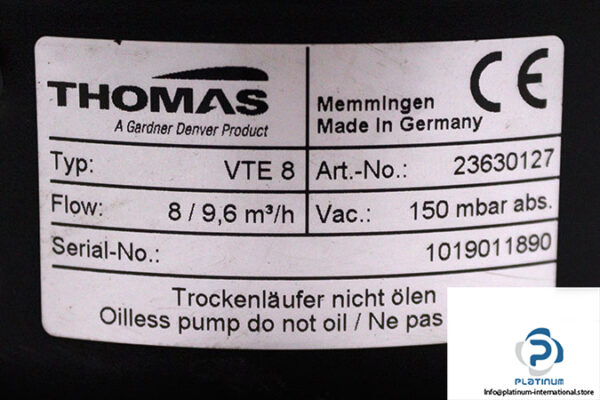 THOMAS
A Gardner Denver Product
Memmingen
Made In Germany
CE
Typ: VTE 8
Art.-No.: 23630127
Flow: 8 / 9,6 m³/h
Vac.: 150 mbar abs.
Serial-No.: 1019011890
Trockenläufer nicht ölen
Oilless pump do not oil / Ne pas
PLATINUM
Info@platinum-international.store